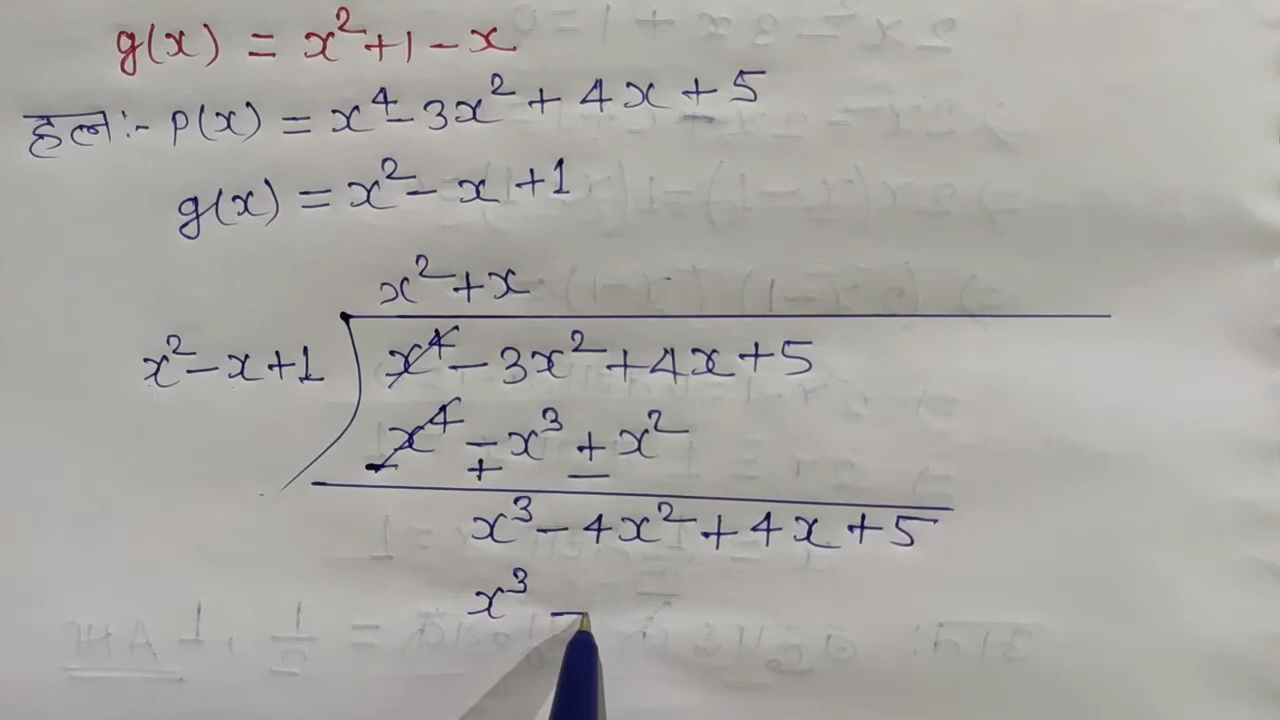 g(x) = x² + 1 - x
हल:- p(x) = x⁴ - 3x² + 4x + 5
g(x) = x² - x + 1
x² + x
x² - x + 1 ) x⁴ - 3x² + 4x + 5
x⁴ - x³ + x²
- + -
x³ - 4x² + 4x + 5
x³ -